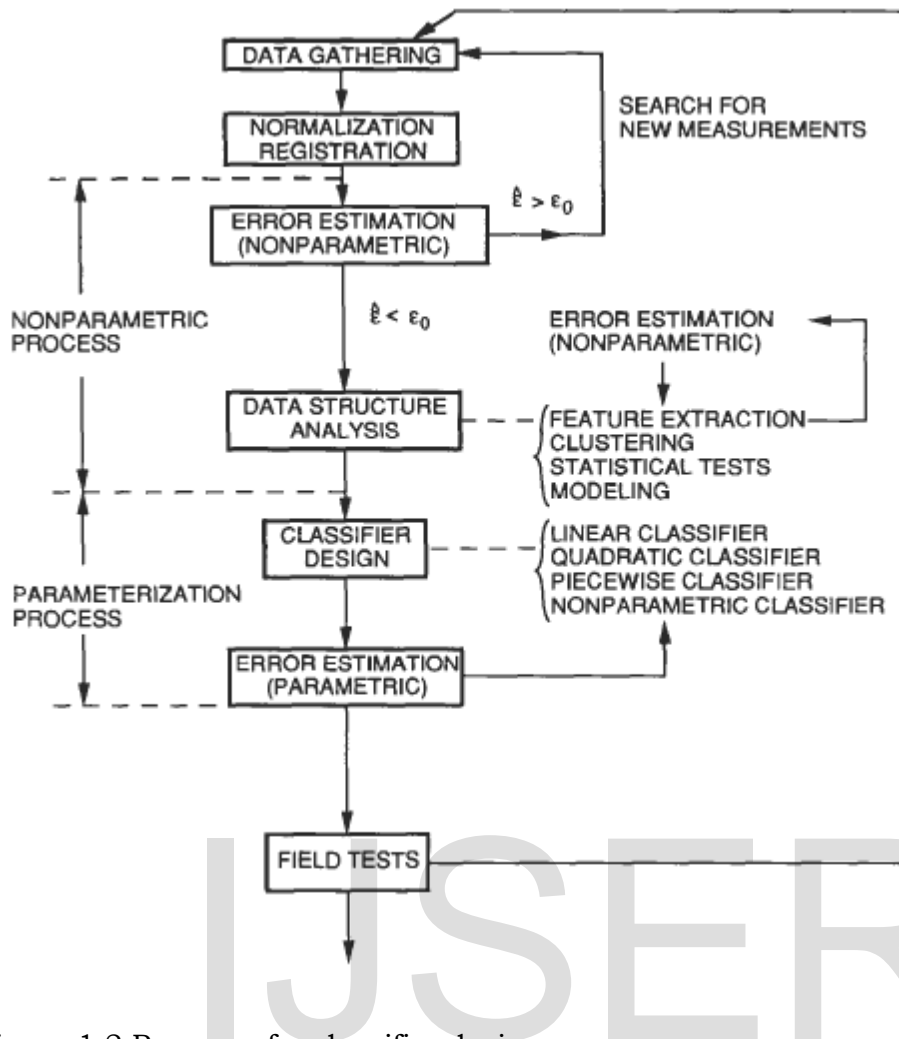 DATA GATHERING
SEARCH FOR
NEW MEASUREMENTS
NORMALIZATION
REGISTRATION
ε̂ > ε₀
ERROR ESTIMATION
(NONPARAMETRIC)
NONPARAMETRIC
PROCESS
ε̂ < ε₀
ERROR ESTIMATION
(NONPARAMETRIC)
DATA STRUCTURE
ANALYSIS
FEATURE EXTRACTION
CLUSTERING
STATISTICAL TESTS
MODELING
CLASSIFIER
DESIGN
LINEAR CLASSIFIER
QUADRATIC CLASSIFIER
PIECEWISE CLASSIFIER
NONPARAMETRIC CLASSIFIER
PARAMETERIZATION
PROCESS
ERROR ESTIMATION
(PARAMETRIC)
FIELD TESTS
IJSER